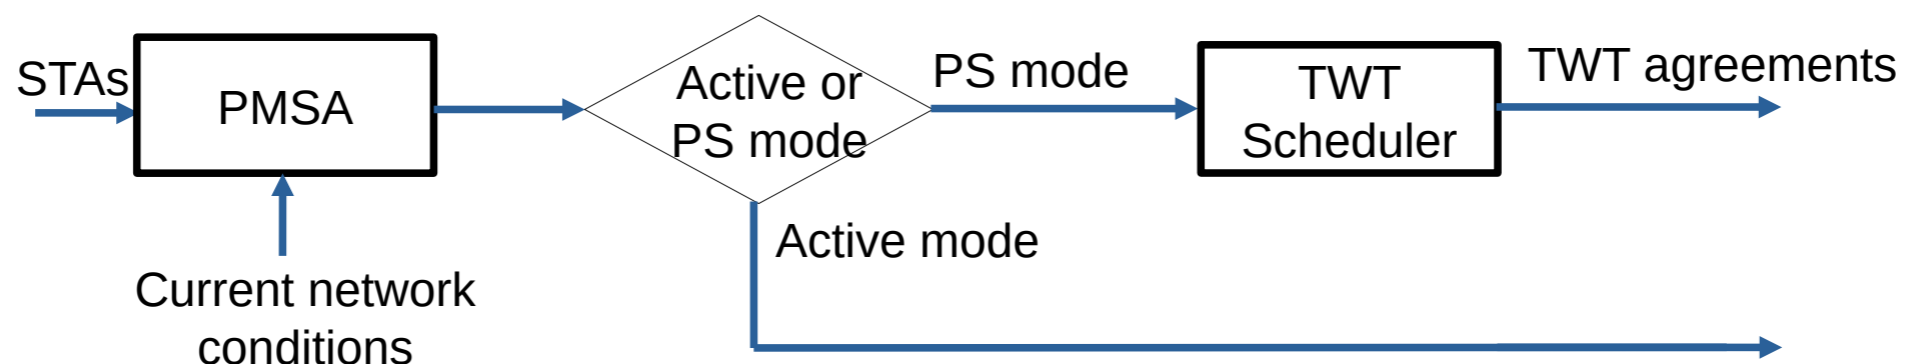 STAs
PMSA
Current network
conditions
Active or
PS mode
PS mode
Active mode
TWT
Scheduler
TWT agreements